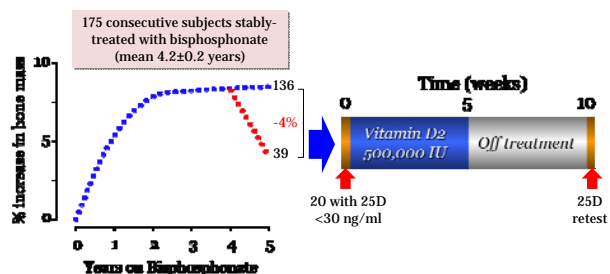 175 consecutive subjects stably-
treated with bisphosphonate
(mean 4.2±0.2 years)
10
5
0
% increase in bone mass
0 1 2 3 4 5
Years on Bisphosphonate
136
-4%
39
Time (weeks)
0 5 10
Vitamin D2
500,000 IU
Off treatment
20 with 25D
<30 ng/ml
25D
retest